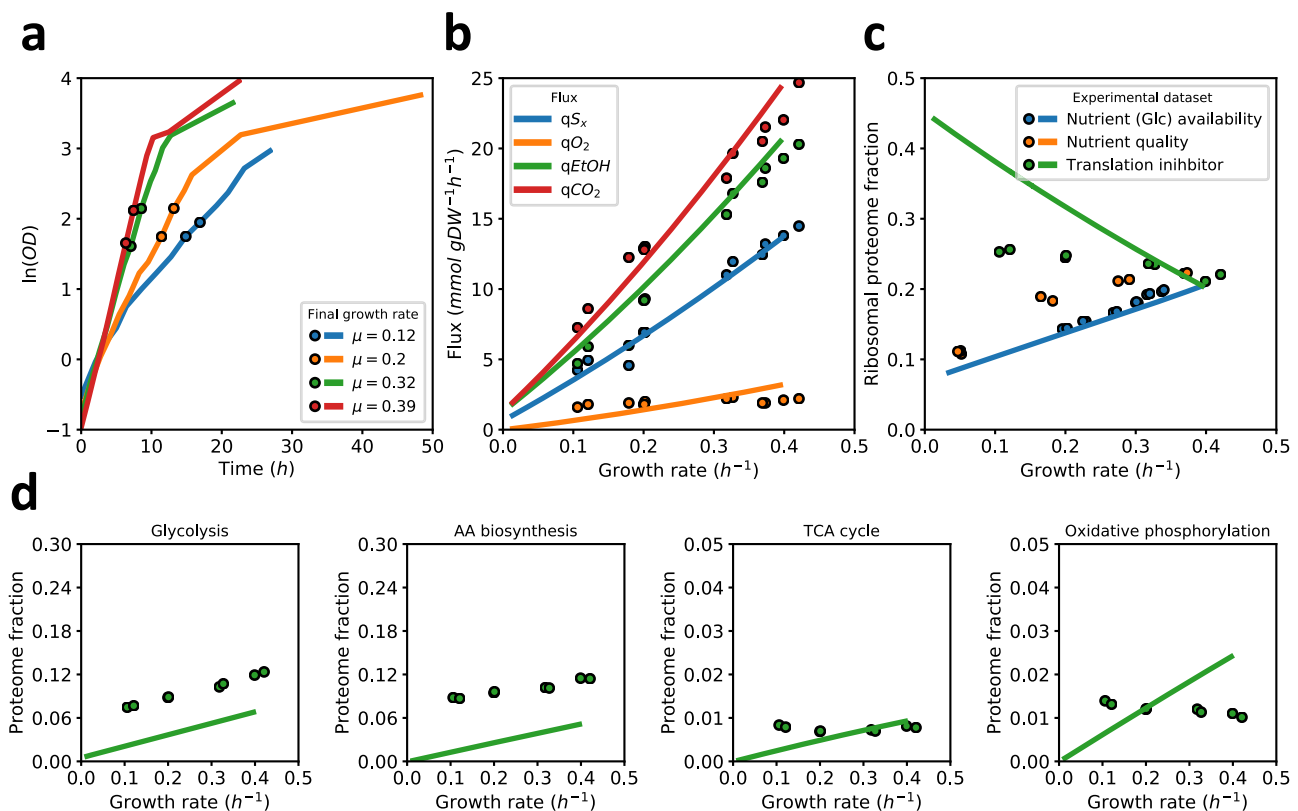 a
4
3
2
1
0
−1
ln(OD)
0 10 20 30 40 50
Time (h)
Final growth rate
μ = 0.12
μ = 0.2
μ = 0.32
μ = 0.39
b
25
20
15
10
5
0
Flux (mmol gDW⁻¹h⁻¹)
0.0 0.1 0.2 0.3 0.4 0.5
Growth rate (h⁻¹)
Flux
qSₓ
qO₂
qEtOH
qCO₂
c
0.5
0.4
0.3
0.2
0.1
0.0
Ribosomal proteome fraction
0.0 0.1 0.2 0.3 0.4 0.5
Growth rate (h⁻¹)
Experimental dataset
Nutrient (Glc) availability
Nutrient quality
Translation inihbitor
d
Glycolysis
0.30
0.24
0.18
0.12
0.06
0.00
Proteome fraction
0.0 0.1 0.2 0.3 0.4 0.5
Growth rate (h⁻¹)
AA biosynthesis
0.30
0.24
0.18
0.12
0.06
0.00
Proteome fraction
0.0 0.1 0.2 0.3 0.4 0.5
Growth rate (h⁻¹)
TCA cycle
0.05
0.04
0.03
0.02
0.01
0.00
Proteome fraction
0.0 0.1 0.2 0.3 0.4 0.5
Growth rate (h⁻¹)
Oxidative phosphorylation
0.05
0.04
0.03
0.02
0.01
0.00
Proteome fraction
0.0 0.1 0.2 0.3 0.4 0.5
Growth rate (h⁻¹)